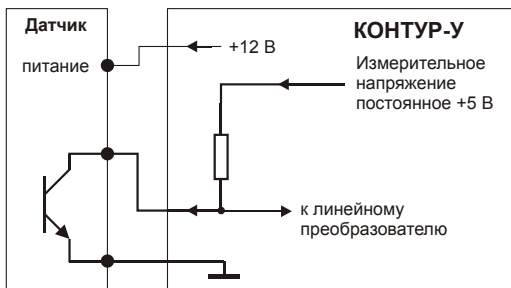 Датчик
КОНТУР-У
питание
+12 В
Измерительное
напряжение
постоянное +5 В
к линейному
преобразователю